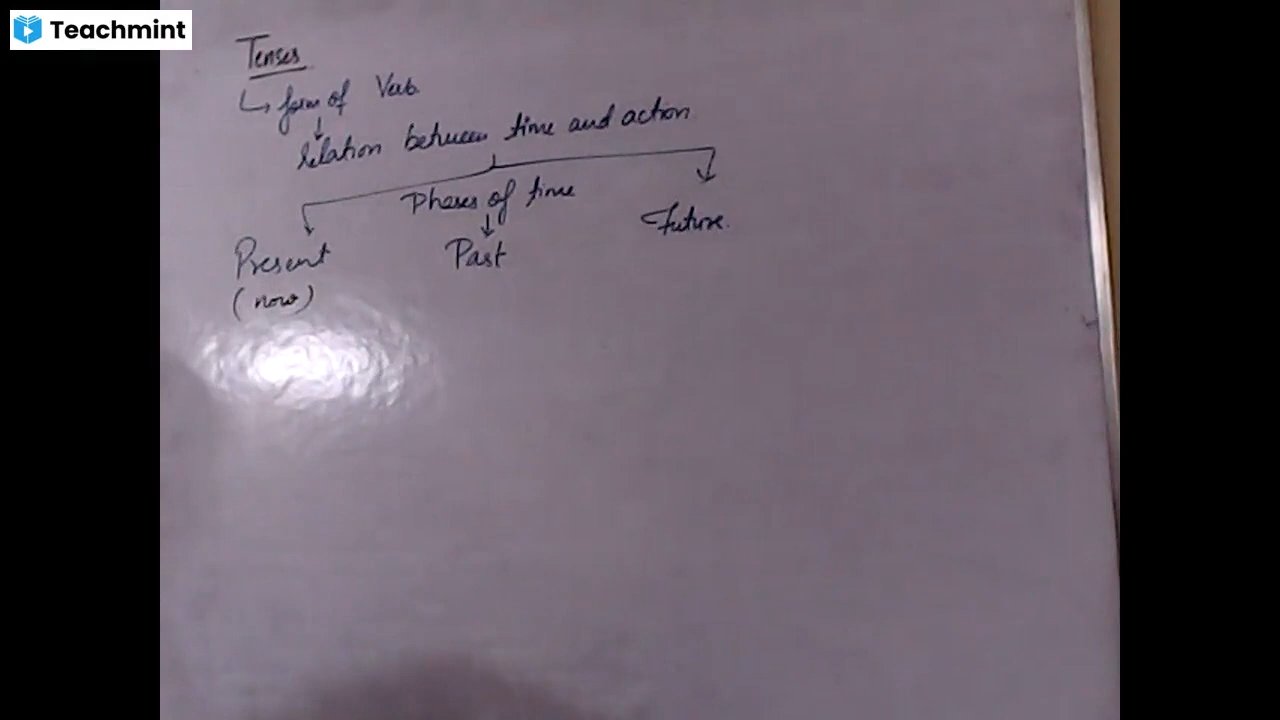 Teachmint
Tenses
form of Verb
relation between time and action
Phases of time
Present Past Future.
(now)